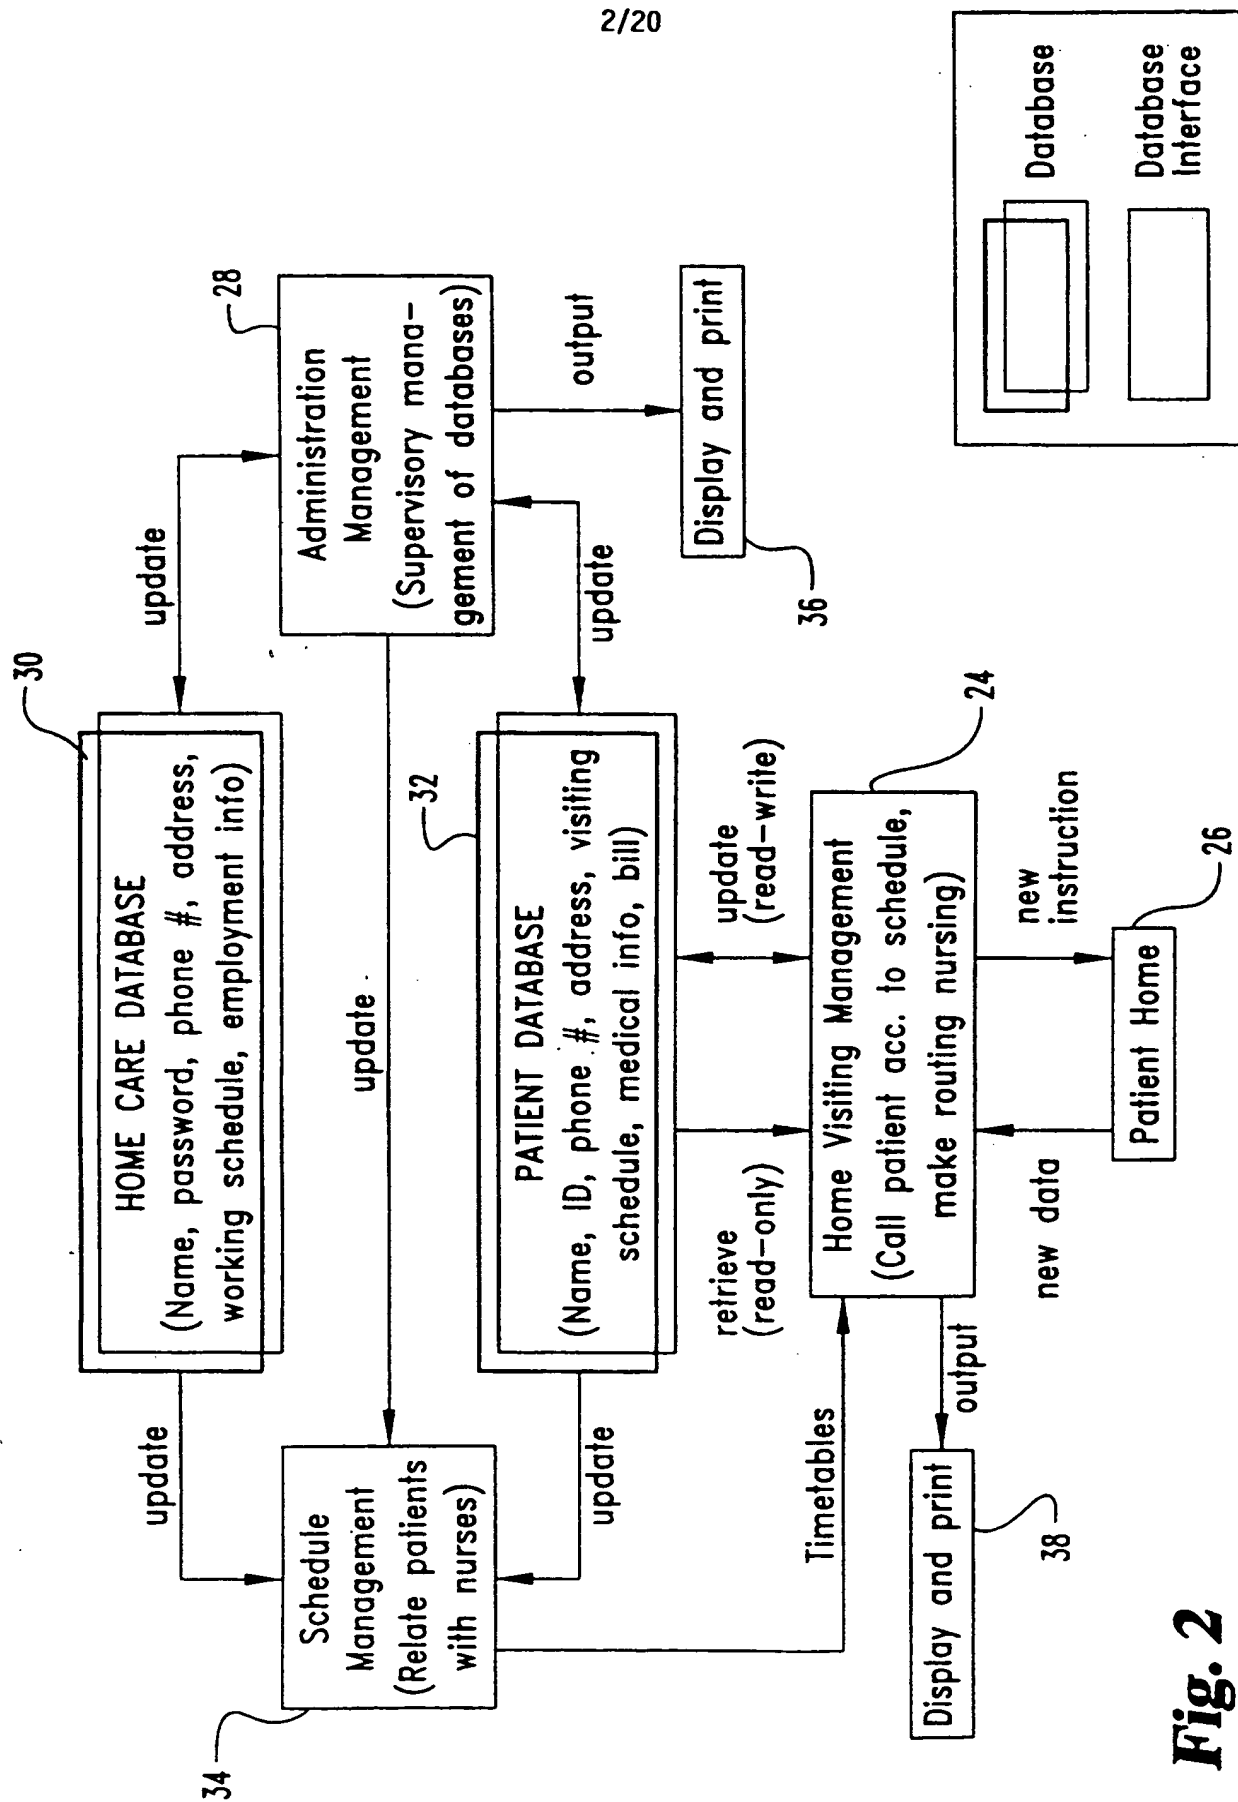 2/20
HOME CARE DATABASE
(Name, password, phone #, address,
working schedule, employment info)
30
update
update
Schedule
Management
(Relate patients
with nurses)
34
update
Administration
Management
(Supervisory mana-
gement of databases)
28
PATIENT DATABASE
(Name, ID, phone #, address, visiting
schedule, medical info, bill)
32
update
update
output
Display and print
36
Timetables
retrieve
(read-only)
update
(read-write)
Home Visiting Management
(Call patient acc. to schedule,
make routing nursing)
24
output
Display and print
38
new data
new
instruction
Patient Home
26
Database
Database
Interface
Fig. 2